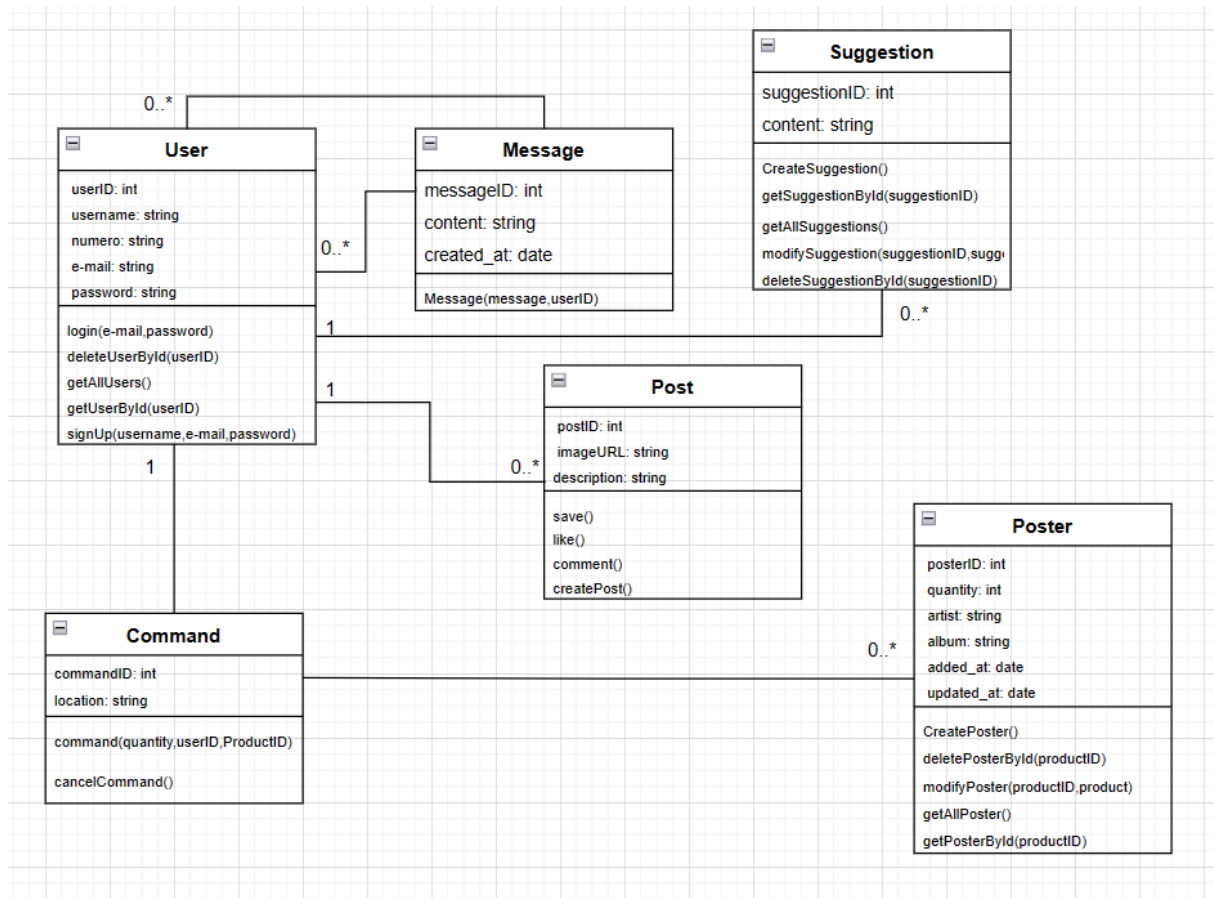 Suggestion
suggestionID: int
content: string
CreateSuggestion()
getSuggestionById(suggestionID)
getAllSuggestions()
modifySuggestion(suggestionID,sugg
deleteSuggestionById(suggestionID)
0..*
0..*
User
userID: int
username: string
numero: string
e-mail: string
password: string
login(e-mail,password)
deleteUserById(userID)
getAllUsers()
getUserById(userID)
signUp(username,e-mail,password)
0..*
1
1
1
Message
messageID: int
content: string
created_at: date
Message(message,userID)
Post
postID: int
imageURL: string
description: string
save()
like()
comment()
createPost()
0..*
Command
commandID: int
location: string
command(quantity,userID,ProductID)
cancelCommand()
0..*
Poster
posterID: int
quantity: int
artist: string
album: string
added_at: date
updated_at: date
CreatePoster()
deletePosterById(productID)
modifyPoster(productID,product)
getAllPoster()
getPosterById(productID)